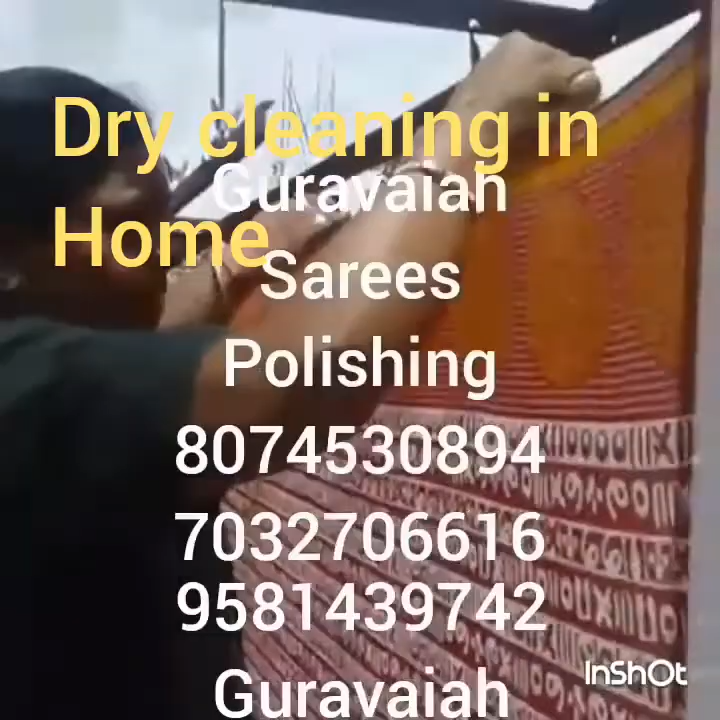 Dry cleaning in
Home
Guravaiah
Sarees
Polishing
8074530894
7032706616
9581439742
Guravaiah
InShOt